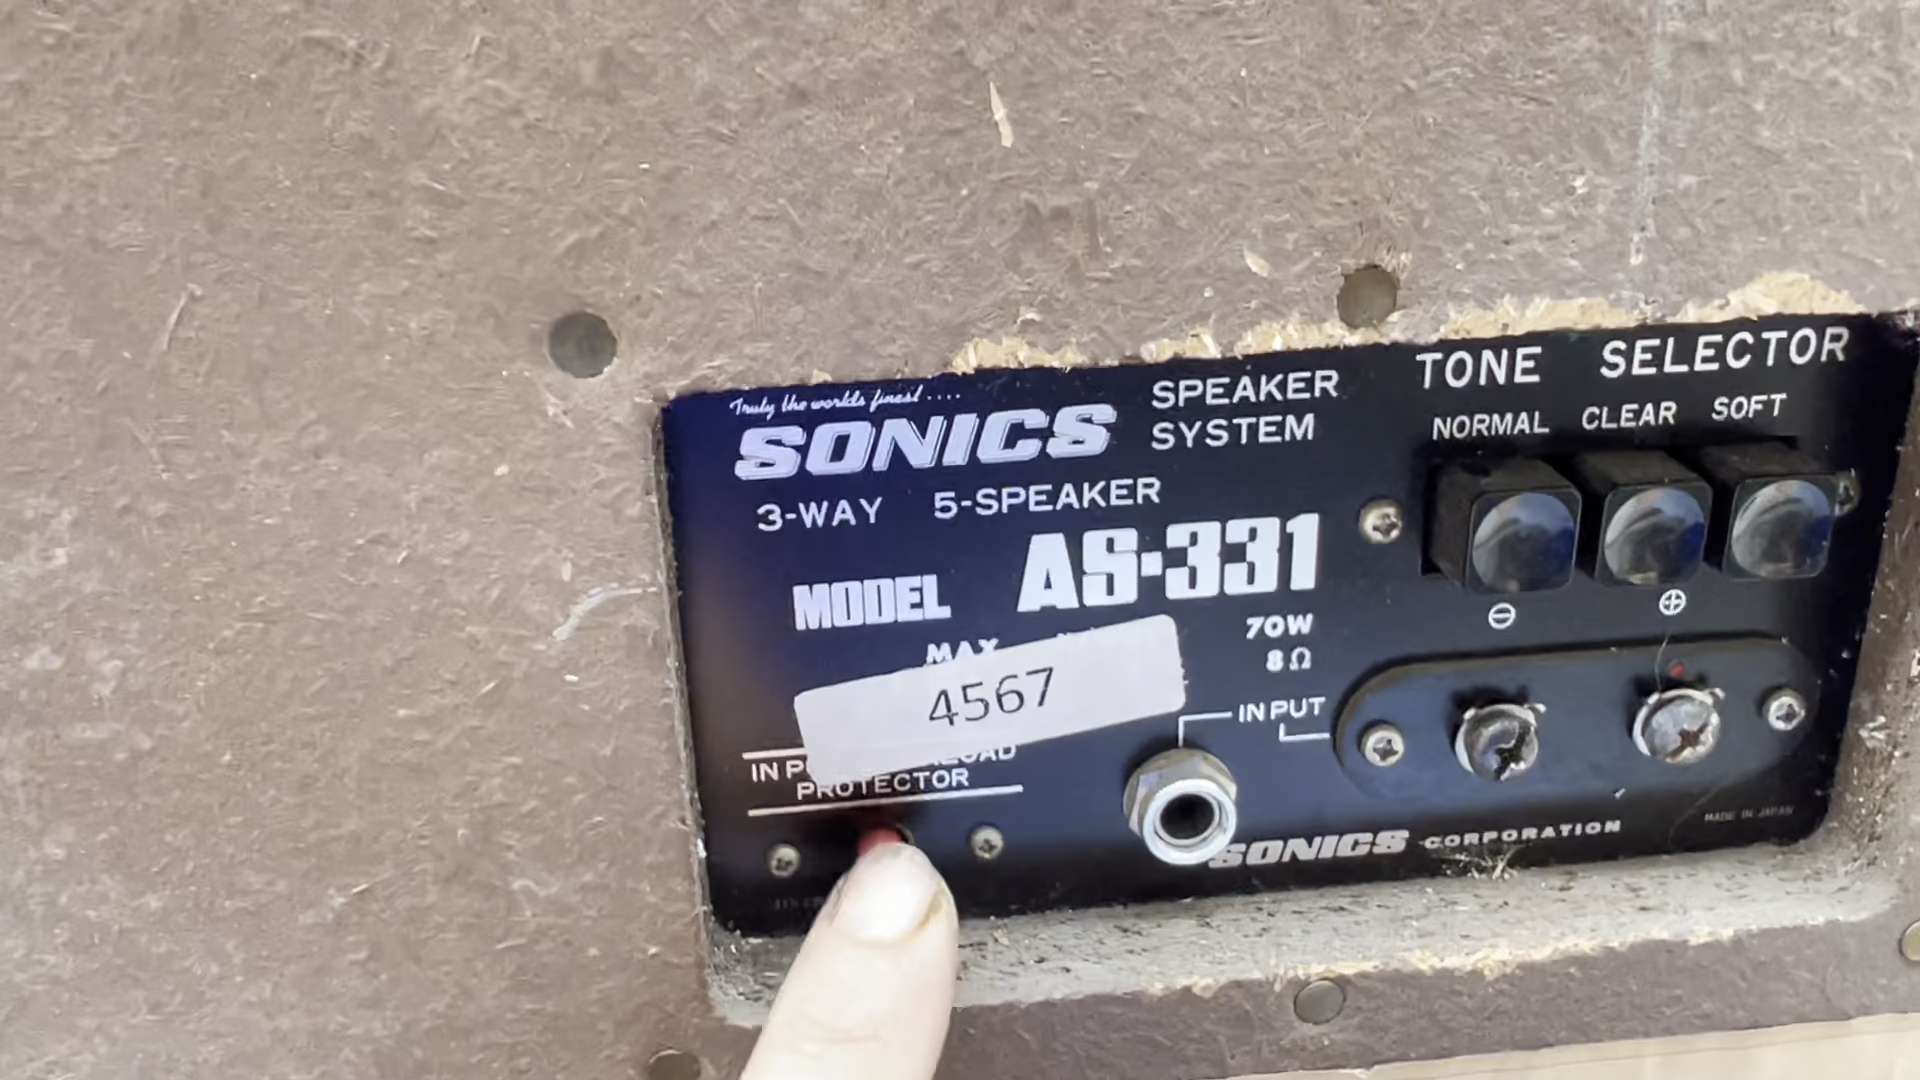 Truly the worlds finest....
SONICS SPEAKER SYSTEM
3-WAY 5-SPEAKER
MODEL AS-331
MAX 70W
8Ω
4567
PROTECTOR
INPUT
TONE SELECTOR
NORMAL CLEAR SOFT
⊖ ⊕
SONICS CORPORATION
MADE IN JAPAN